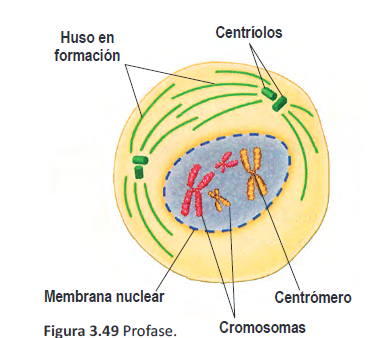 Huso en
formación
Centríolos
Membrana nuclear
Centrómero
Cromosomas
Figura 3.49 Profase.